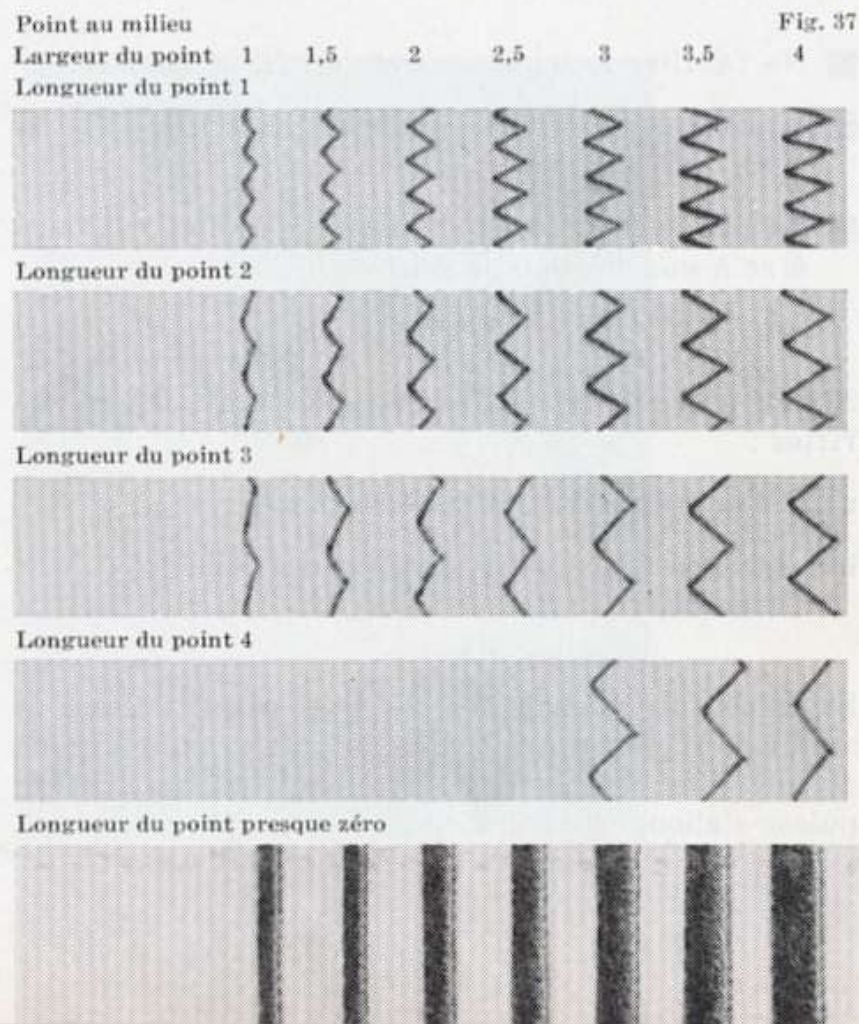 Point au milieu Fig. 37
Largeur du point 1 1,5 2 2,5 3 3,5 4
Longueur du point 1
Longueur du point 2
Longueur du point 3
Longueur du point 4
Longueur du point presque zéro